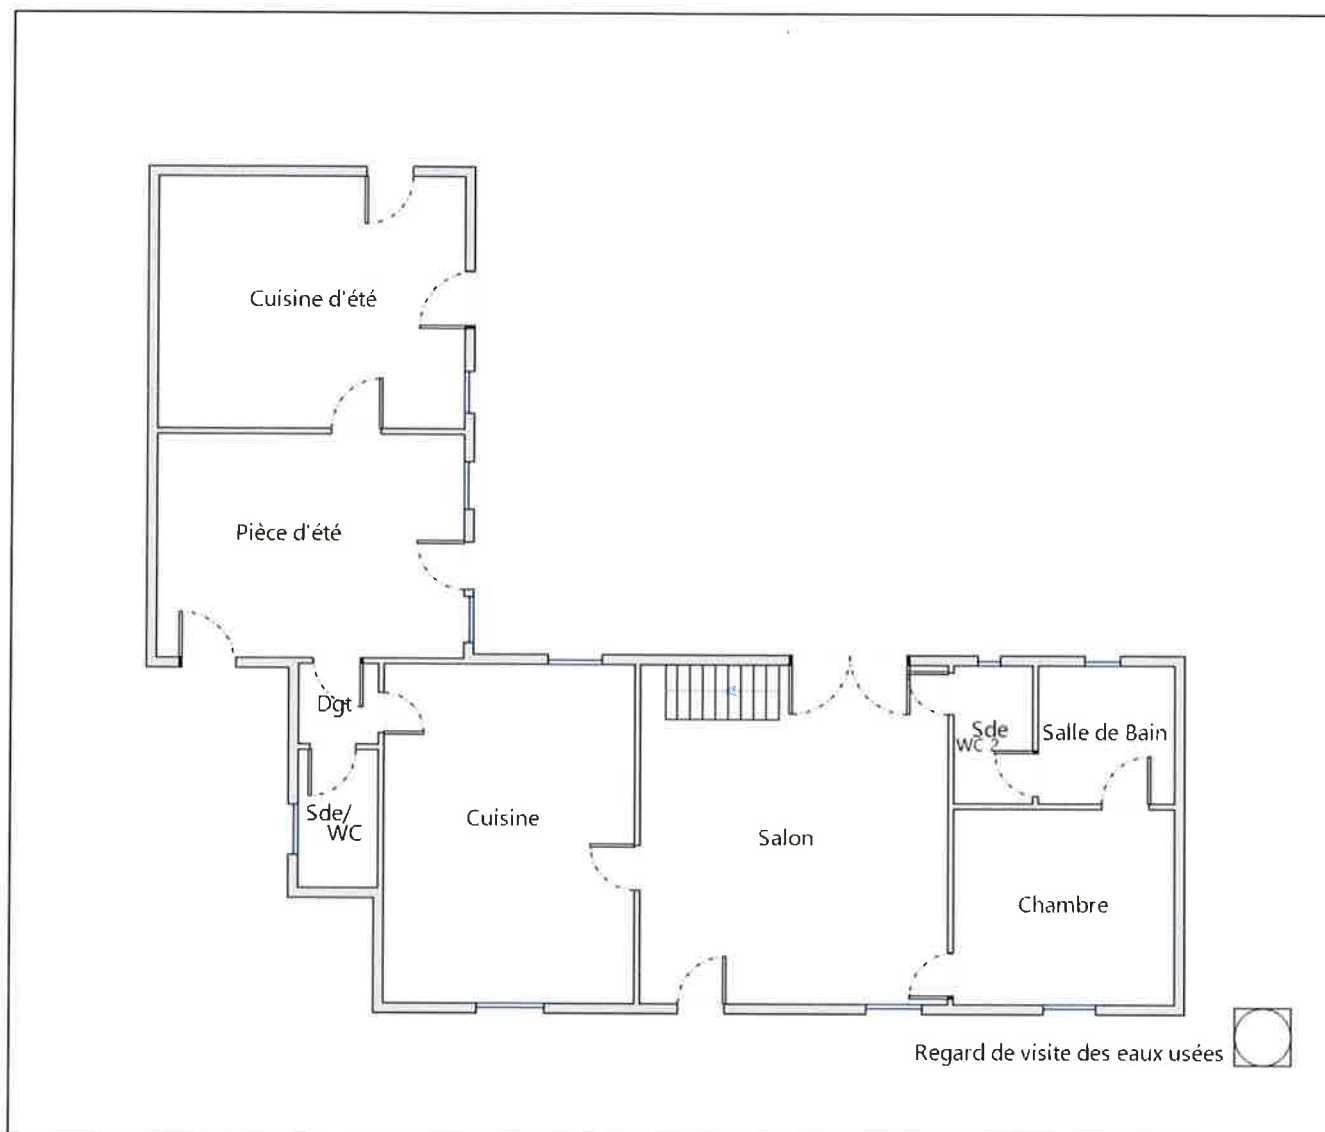 Cuisine d'été
Pièce d'été
Dgt
Sde
WC 2
Salle de Bain
Sde/
WC
Cuisine
Salon
Chambre
Regard de visite des eaux usées